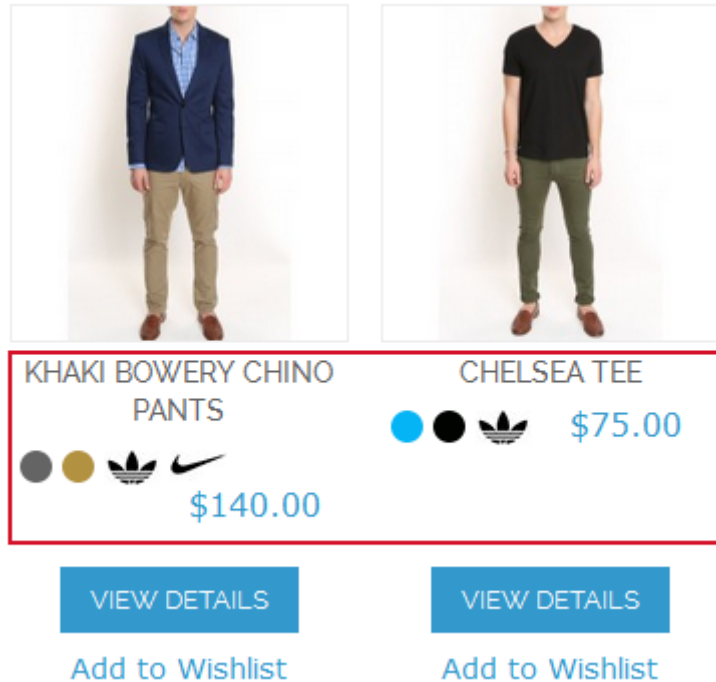 KHAKI BOWERY CHINO
PANTS
$140.00
VIEW DETAILS
Add to Wishlist
CHELSEA TEE
$75.00
VIEW DETAILS
Add to Wishlist